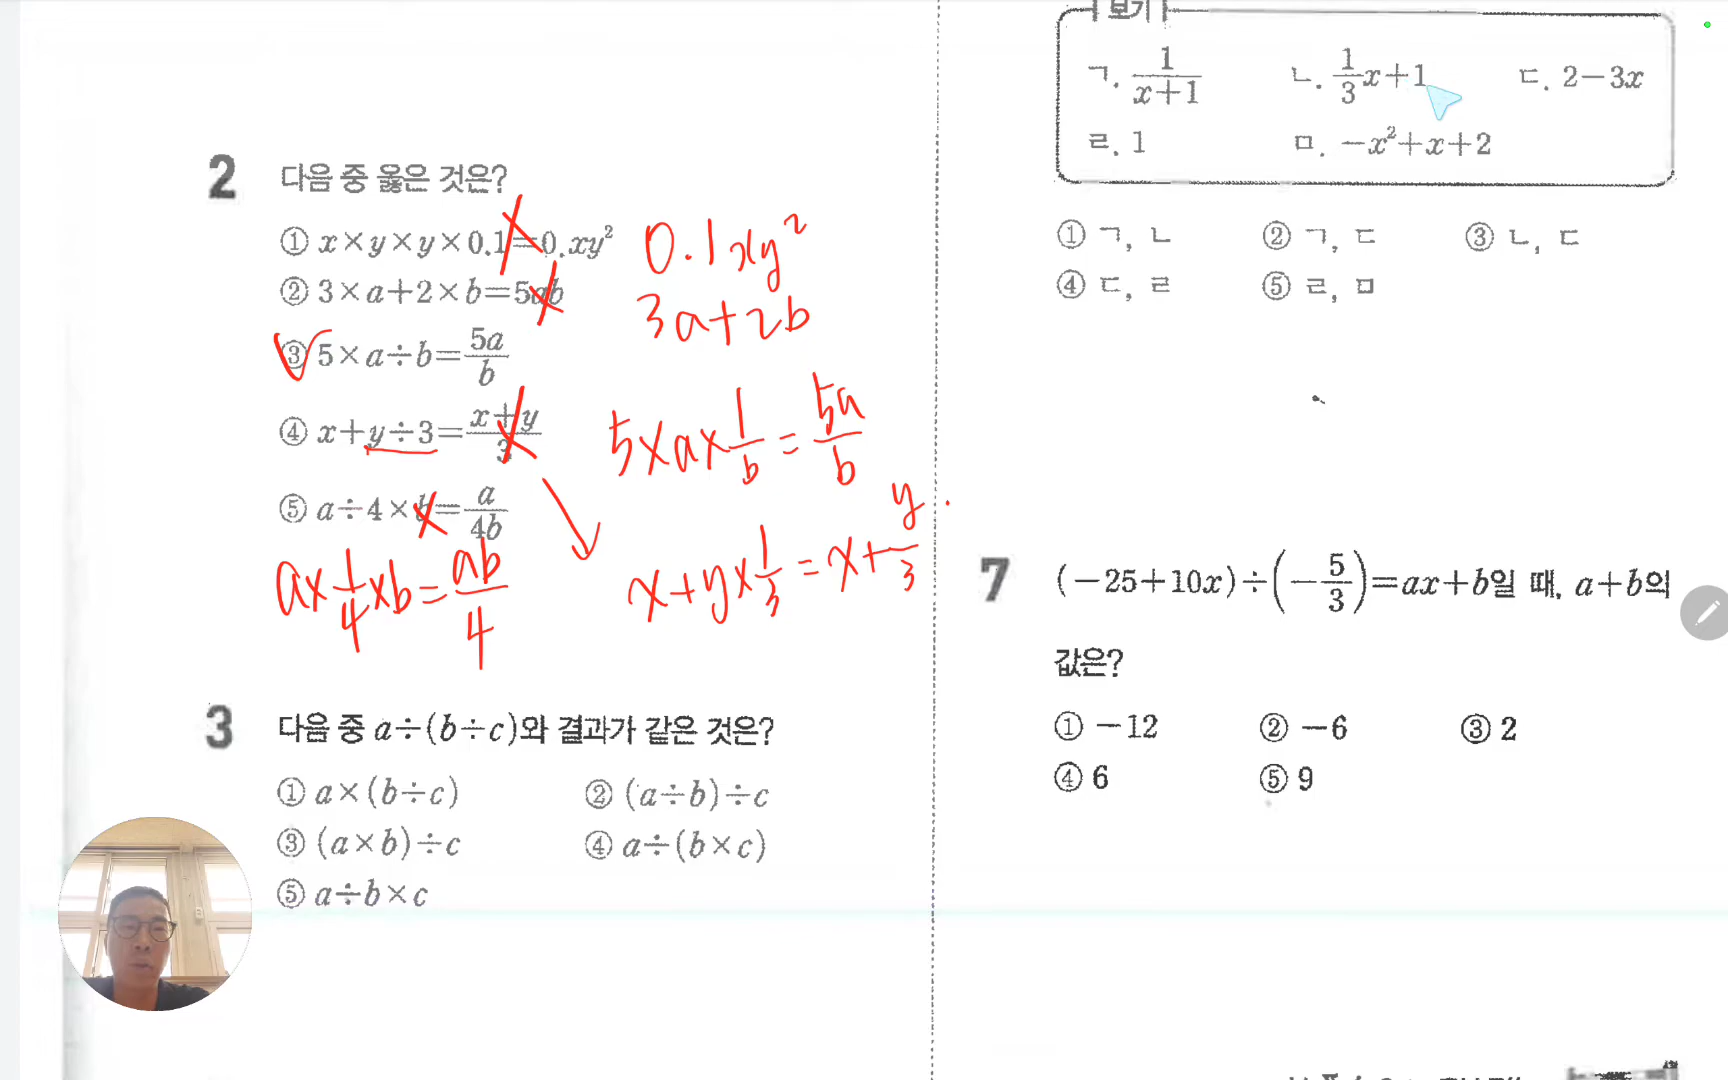 2 다음 중 옳은 것은?
① x×y×y×0.1=0.xy² 0.1xy²
② 3×a+2×b=5ab 3a+2b
③ 5×a÷b=5a/b 5×a×1/b=5a/b
④ x+y÷3=x+y/3 x+y×1/3=x+y/3
⑤ a÷4×b=a/4b
a×1/4×b=ab/4
3 다음 중 a÷(b÷c)와 결과가 같은 것은?
① a×(b÷c) ② (a÷b)÷c
③ (a×b)÷c ④ a÷(b×c)
⑤ a÷b×c
보기
ㄱ. 1/x+1 ㄴ. 1/3x+1 ㄷ. 2−3x
ㄹ. 1 ㅁ. −x²+x+2
① ㄱ, ㄴ ② ㄱ, ㄷ ③ ㄴ, ㄷ
④ ㄷ, ㄹ ⑤ ㄹ, ㅁ
7 (−25+10x)÷(−5/3)=ax+b일 때, a+b의
값은?
① −12 ② −6 ③ 2
④ 6 ⑤ 9